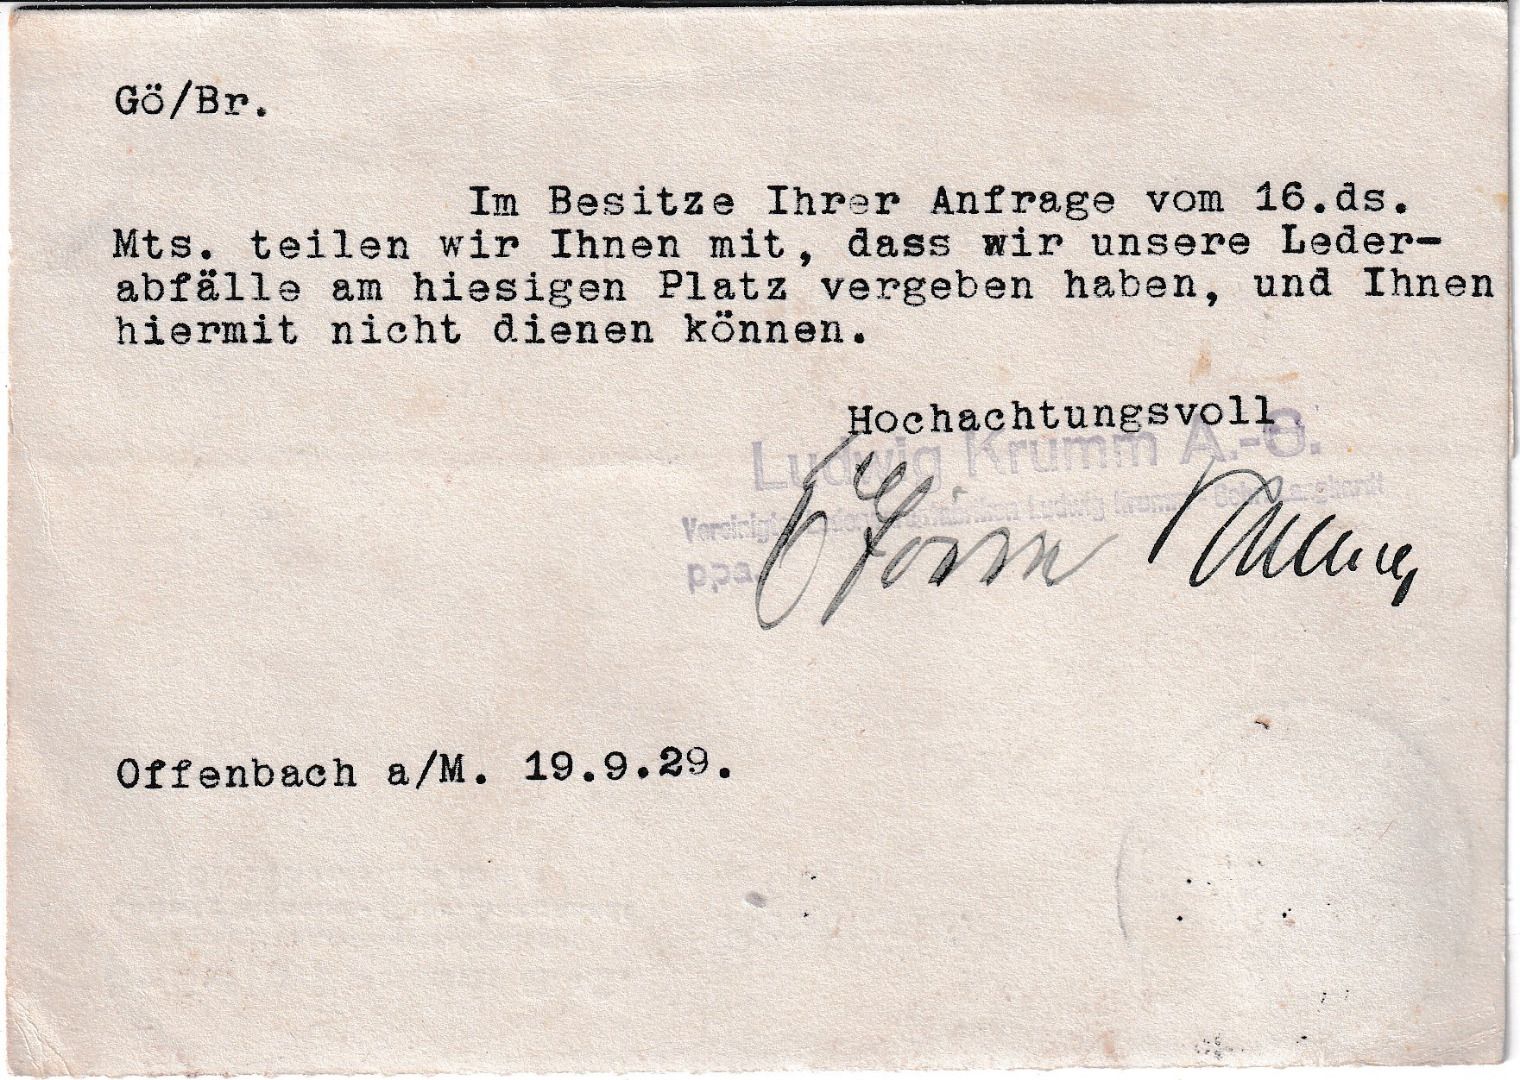 Gö/Br.
Im Besitze Ihrer Anfrage vom 16.ds.
Mts. teilen wir Ihnen mit, dass wir unsere Leder-
abfälle am hiesigen Platz vergeben haben, und Ihnen
hiermit nicht dienen können.
Hochachtungsvoll
Ludwig Krumm A.-G.
Ludwig Krumm
ppa.
Offenbach a/M. 19.9.29.